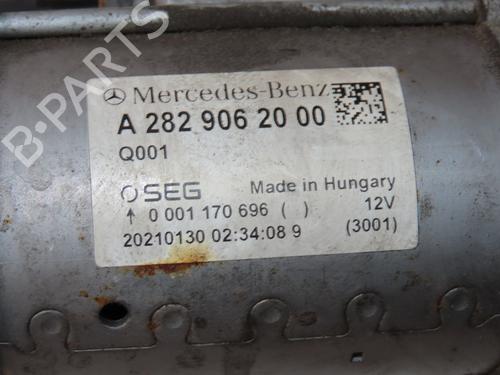 Mercedes-Benz
A 282 906 20 00
Q001
SEG Made in Hungary
↑ 0 001 170 696 ( ) 12V
20210130 02:34:08 9 (3001)